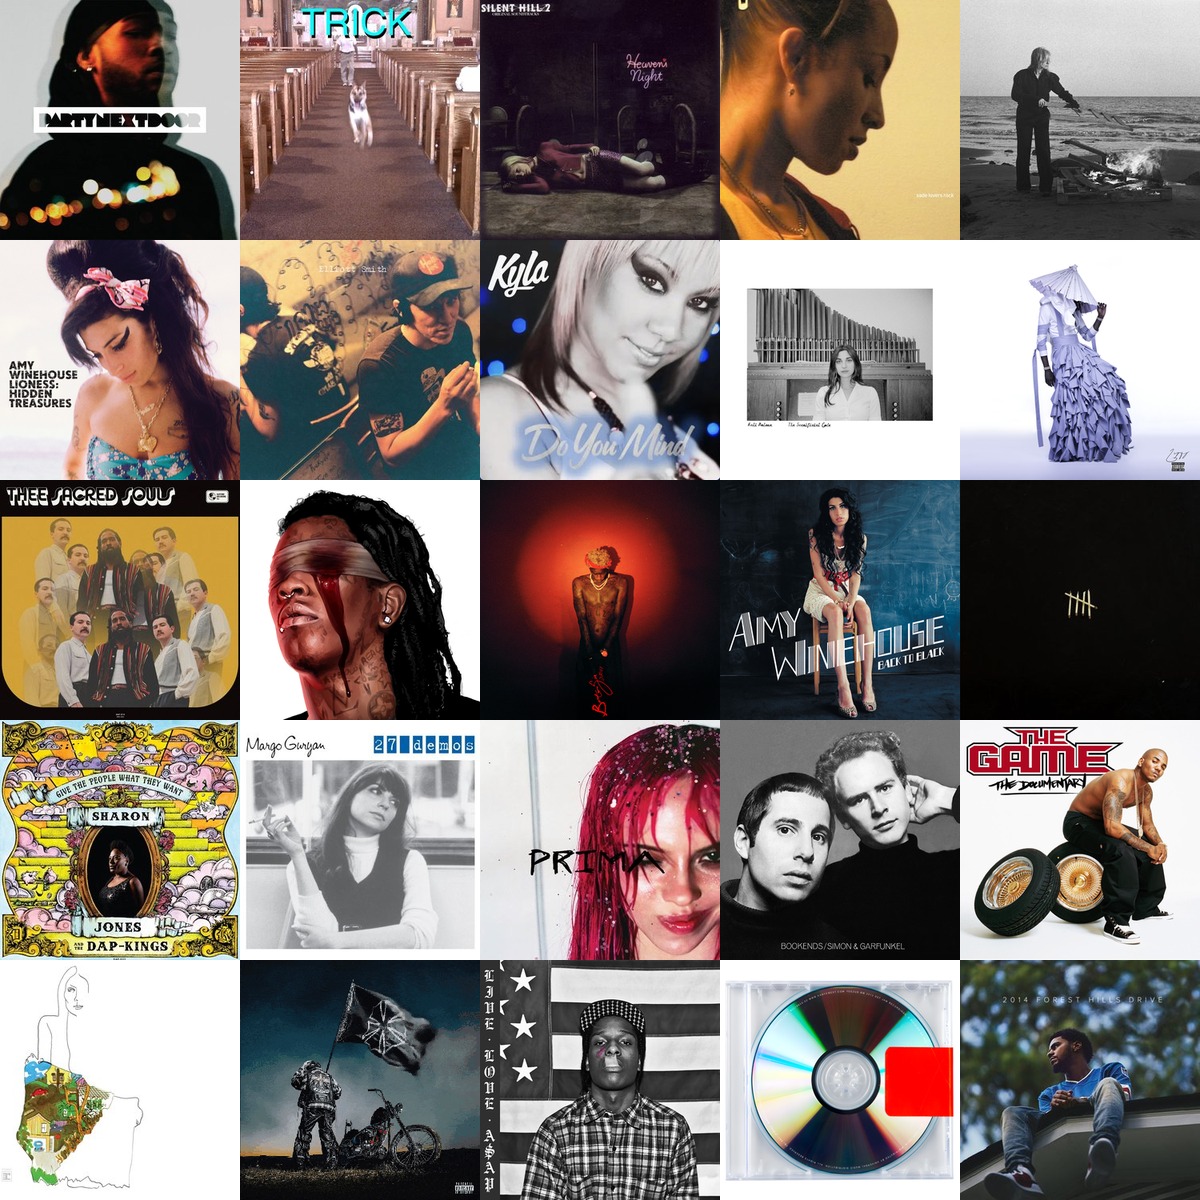 PARTYNEXTDOOR
TRICK
SILENT HILL 2
ORIGINAL SOUNDTRACKS
Heaven's
Night
AMY
WINEHOUSE
LIONESS:
HIDDEN
TREASURES
Elliott Smith
Kyla
Do You Mind
THEE SACRED SOULS
AMY
WINEHOUSE
BACK TO BLACK
GIVE THE PEOPLE WHAT THEY WANT
SHARON
JONES
AND THE
DAP-KINGS
Margo Guryan
27 demos
PRIMA
BOOKENDS/SIMON & GARFUNKEL
THE
GAME
THE DOCUMENTARY
LIVE·LOVE·A$AP
2014 FOREST HILLS DRIVE